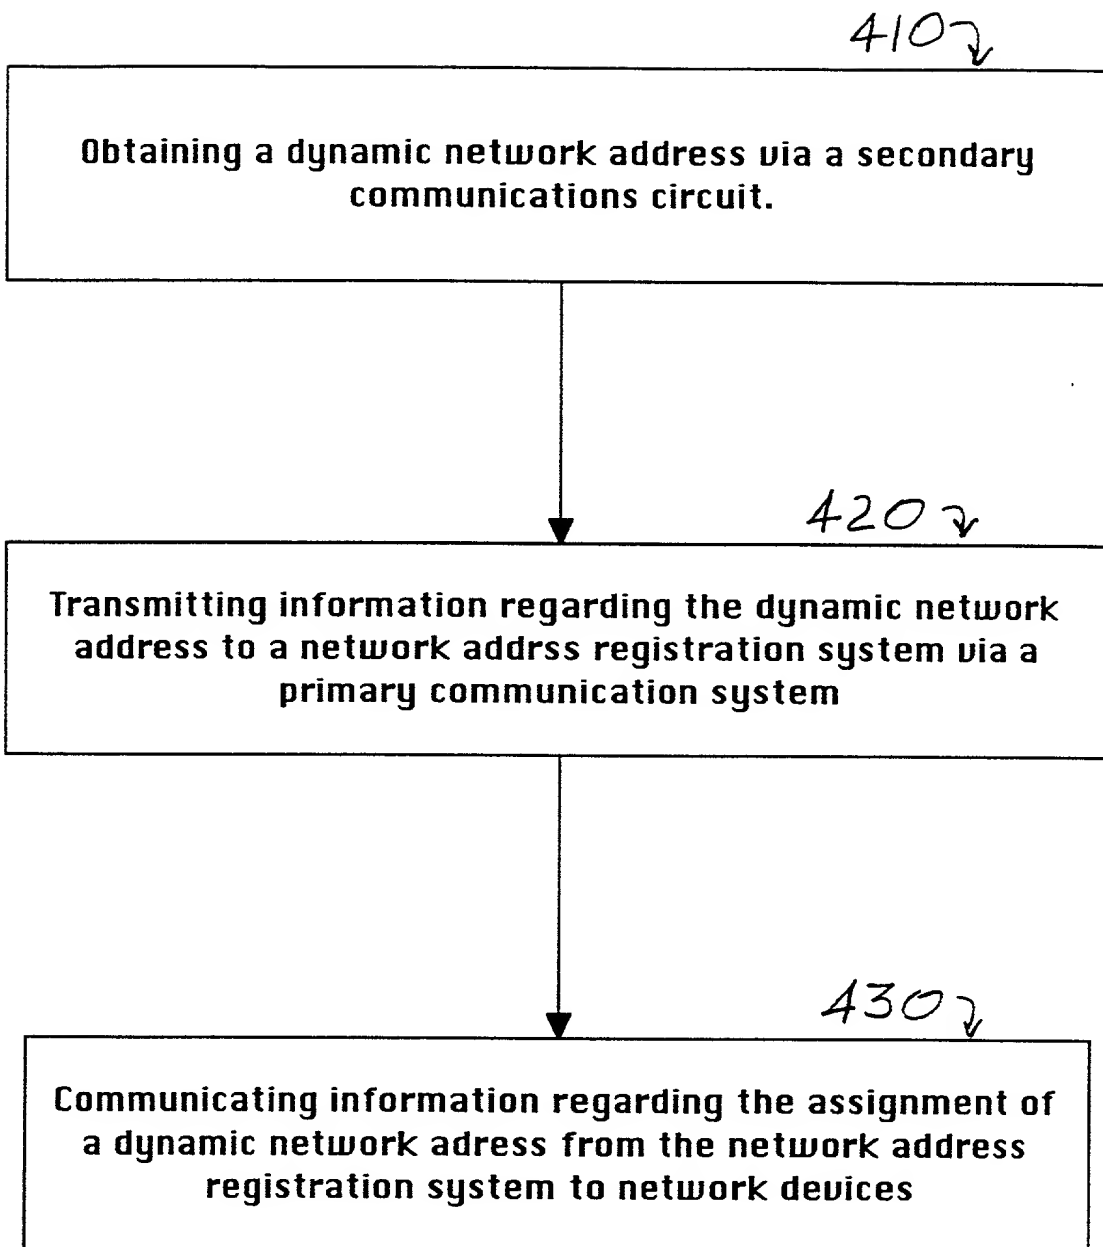 410
Obtaining a dynamic network address via a secondary
communications circuit.
420
Transmitting information regarding the dynamic network
address to a network addrss registration system via a
primary communication system
430
Communicating information regarding the assignment of
a dynamic network adress from the network address
registration system to network devices